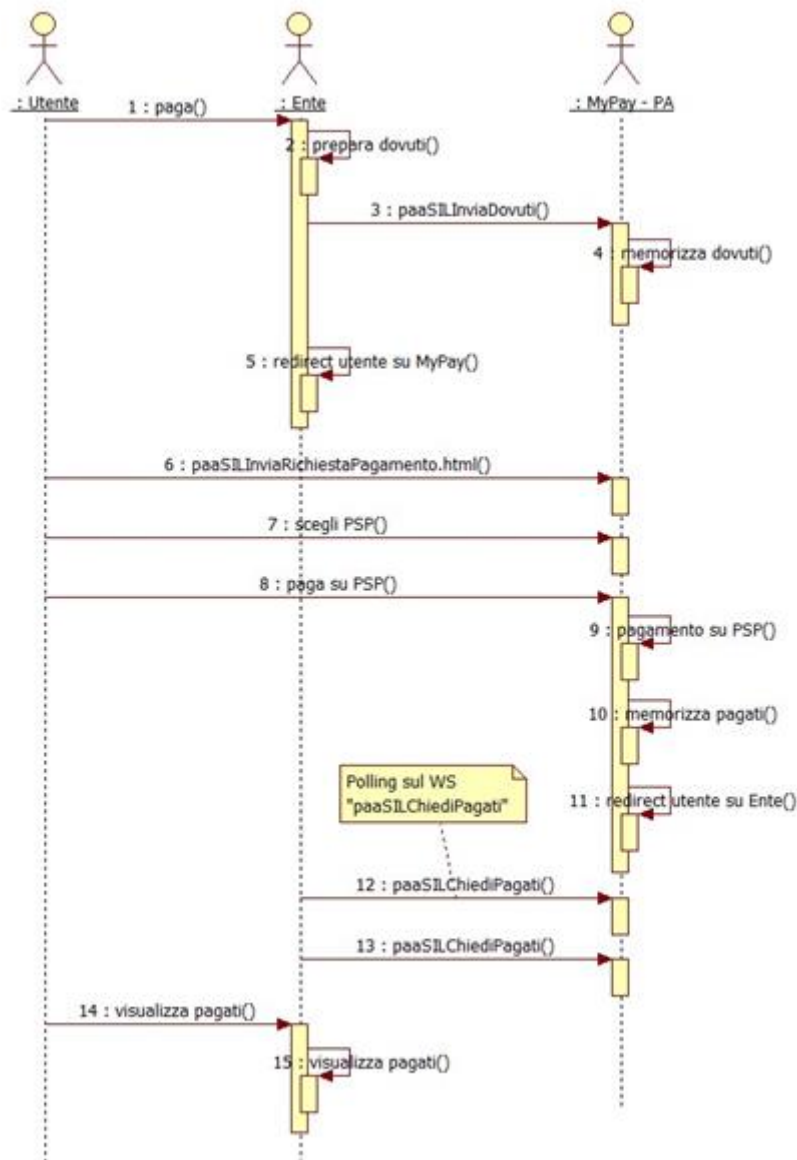 : Utente
: Ente
: MyPay - PA
1 : paga()
2 : prepara dovuti()
3 : paaSILInviaDovuti()
4 : memorizza dovuti()
5 : redirect utente su MyPay()
6 : paaSILInviaRichiestaPagamento.html()
7 : scegli PSP()
8 : paga su PSP()
9 : pagamento su PSP()
10 : memorizza pagati()
Polling sul WS
"paaSILChiediPagati"
11 : redirect utente su Ente()
12 : paaSILChiediPagati()
13 : paaSILChiediPagati()
14 : visualizza pagati()
15 : visualizza pagati()